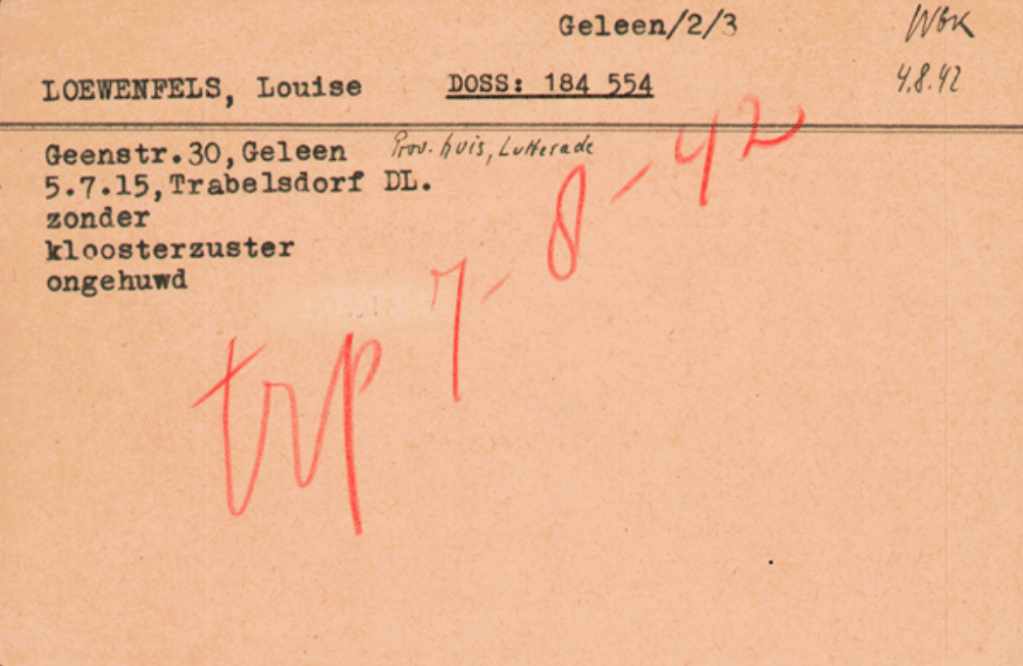 Geleen/2/3
WBK
LOEWENFELS, Louise DOSS: 184 554
4.8.42
Geenstr.30,Geleen Prov. huis, Lutterade
5.7.15,Trabelsdorf DL.
zonder
kloosterzuster
ongehuwd
trp 7-8-42